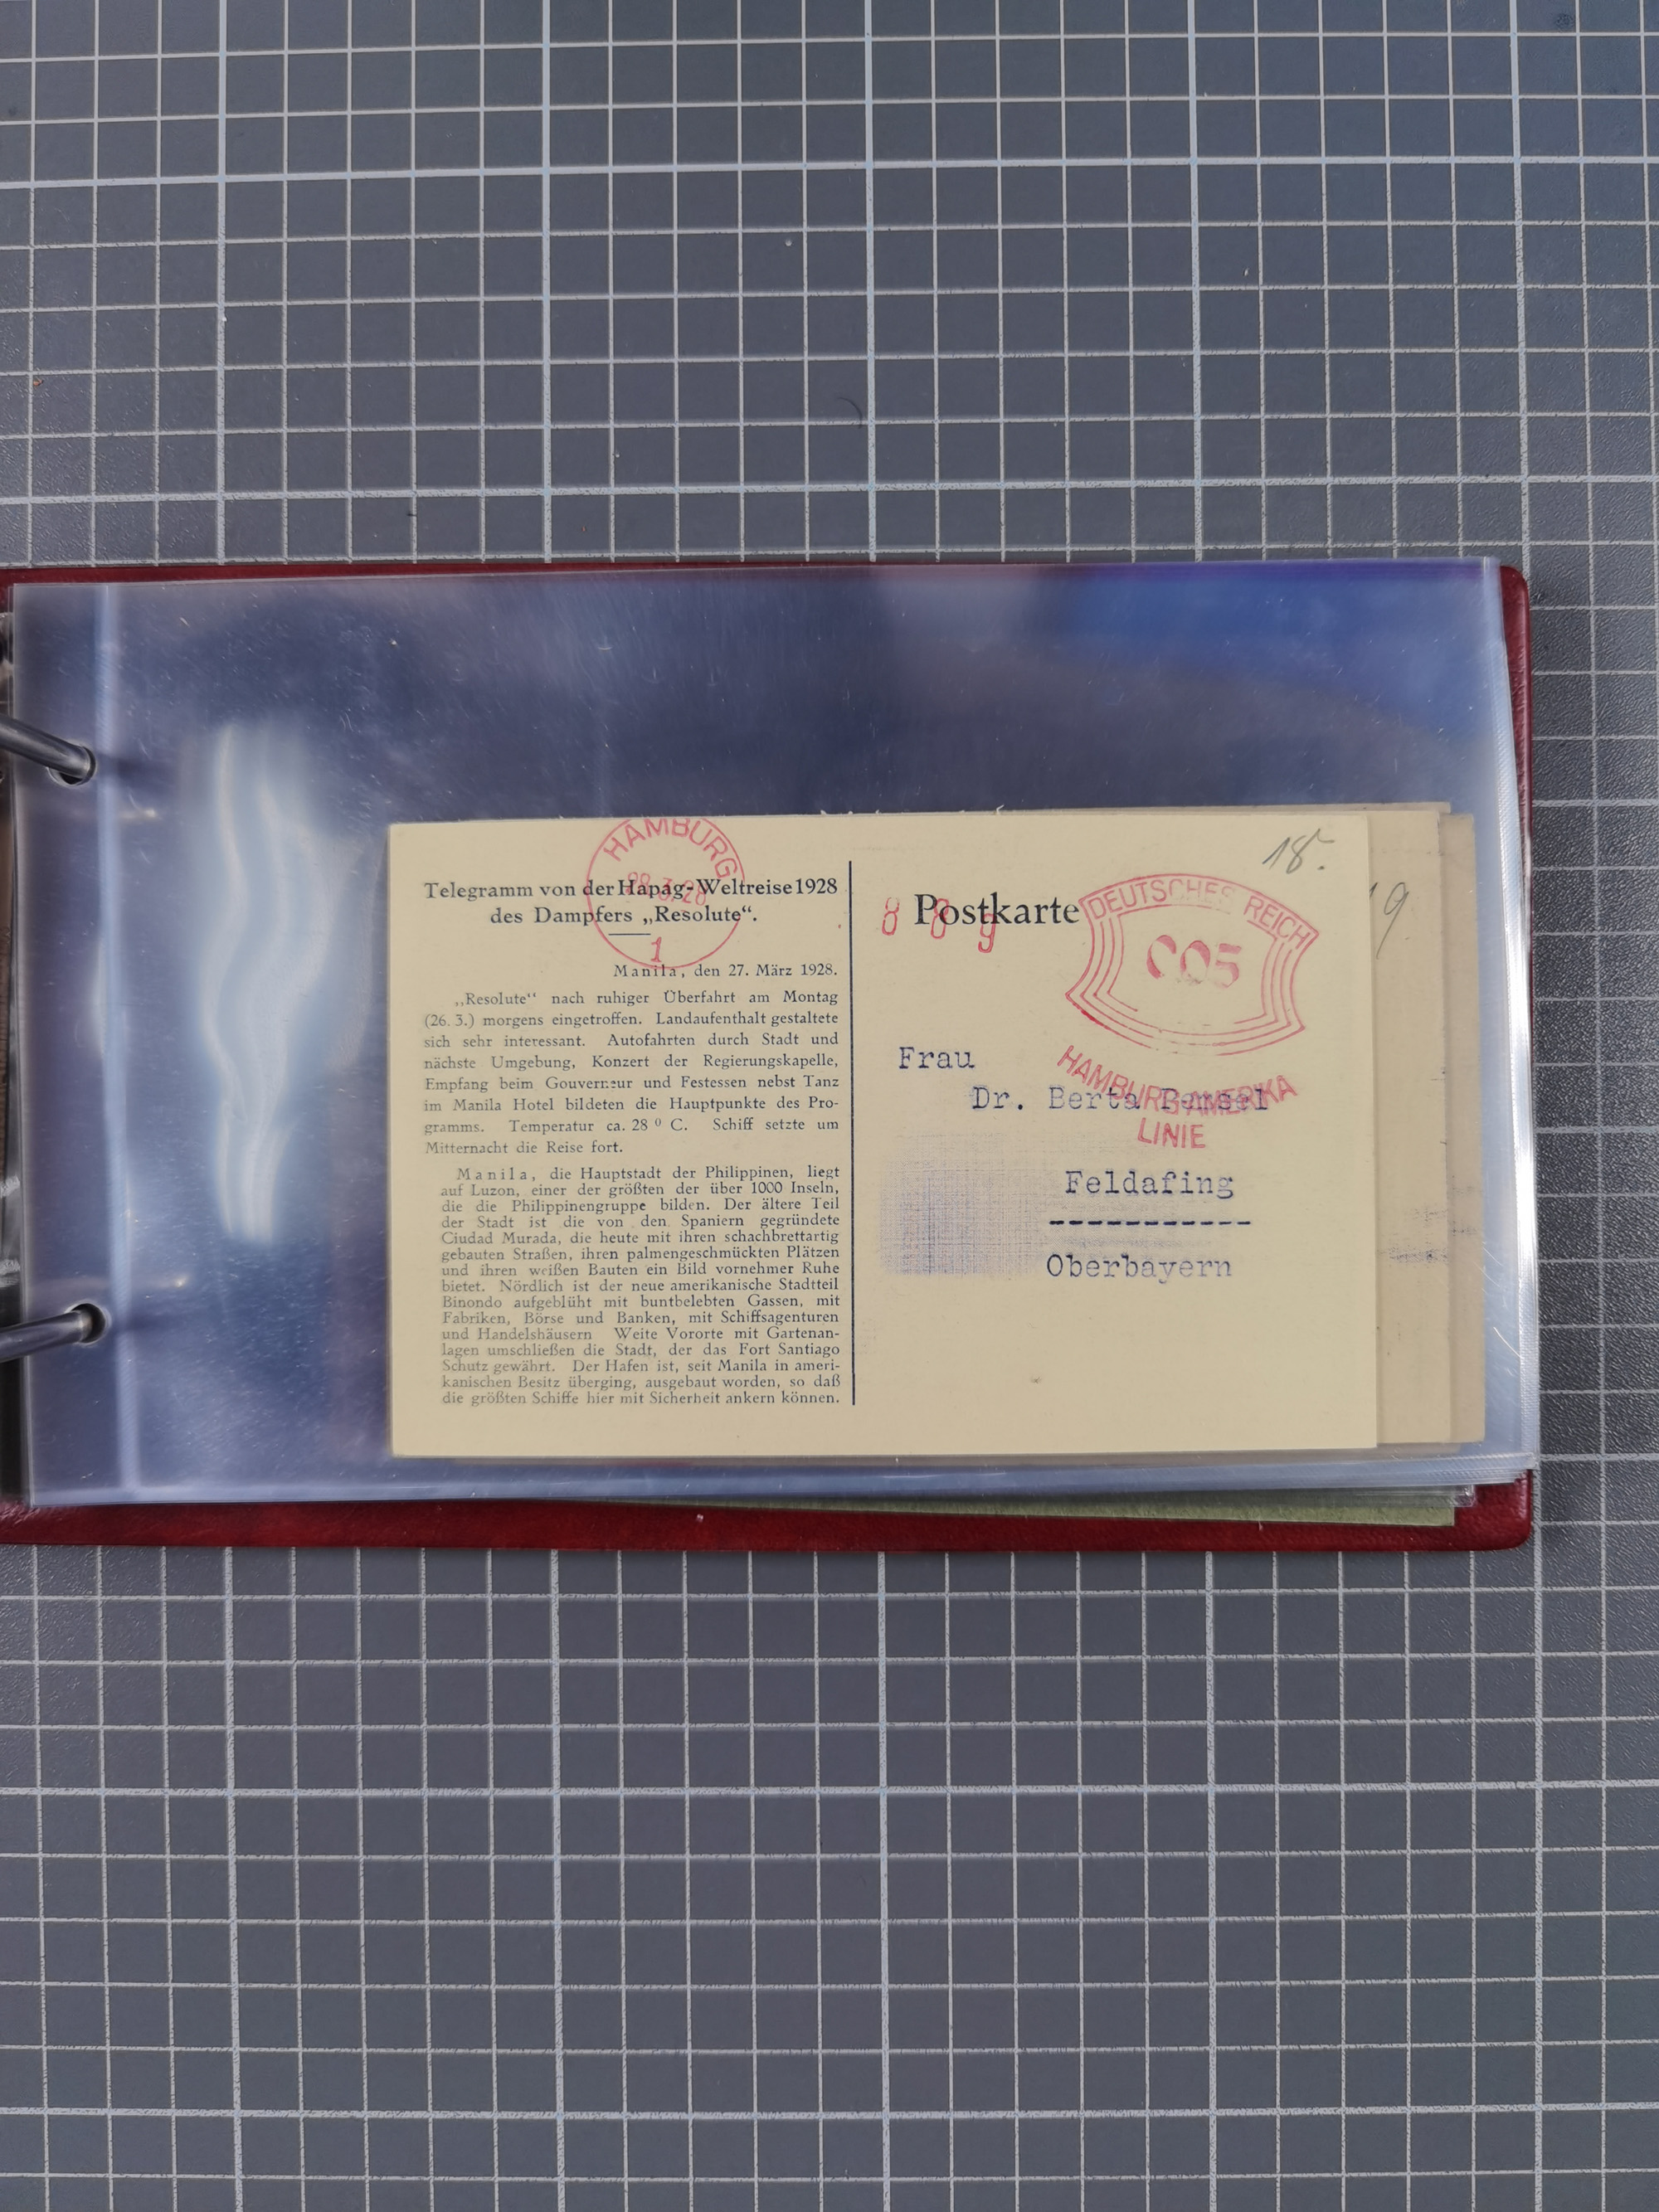 HAMBURG
28.3.28
1
Telegramm von der Hapag-Weltreise 1928
des Dampfers „Resolute“.
Manila, den 27. März 1928.
„Resolute“ nach ruhiger Überfahrt am Montag
(26. 3.) morgens eingetroffen. Landaufenthalt gestaltete
sich sehr interessant. Autofahrten durch Stadt und
nächste Umgebung, Konzert der Regierungskapelle,
Empfang beim Gouverneur und Festessen nebst Tanz
im Manila Hotel bildeten die Hauptpunkte des Pro-
gramms. Temperatur ca. 28 ⁰ C. Schiff setzte um
Mitternacht die Reise fort.
Manila, die Hauptstadt der Philippinen, liegt
auf Luzon, einer der größten der über 1000 Inseln,
die die Philippinengruppe bilden. Der ältere Teil
der Stadt ist die von den Spaniern gegründete
Ciudad Murada, die heute mit ihren schachbrettartig
gebauten Straßen, ihren palmengeschmückten Plätzen
und ihren weißen Bauten ein Bild vornehmer Ruhe
bietet. Nördlich ist der neue amerikanische Stadtteil
Binondo aufgeblüht mit buntbelebten Gassen, mit
Fabriken, Börse und Banken, mit Schiffsagenturen
und Handelshäusern Weite Vororte mit Gartenan-
lagen umschließen die Stadt, der das Fort Santiago
Schutz gewährt. Der Hafen ist, seit Manila in ameri-
kanischen Besitz überging, ausgebaut worden, so daß
die größten Schiffe hier mit Sicherheit ankern können.
18.
Postkarte
8 8 9
DEUTSCHES REICH
005
HAMBURG-AMERIKA
LINIE
Frau
Dr. Berta
Feldafing
Oberbayern
19.